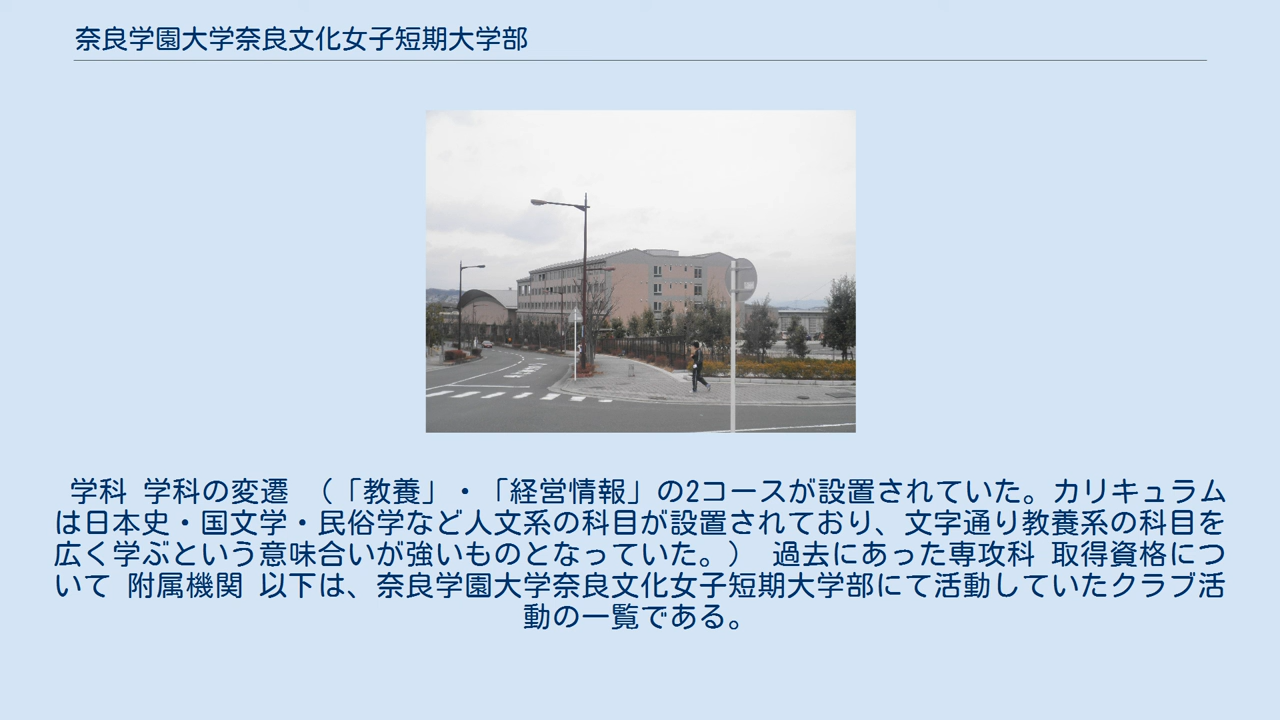 奈良学園大学奈良文化女子短期大学部
学科 学科の変遷 （「教養」・「経営情報」の2コースが設置されていた。カリキュラム
は日本史・国文学・民俗学など人文系の科目が設置されており、文字通り教養系の科目を
広く学ぶという意味合いが強いものとなっていた。） 過去にあった専攻科 取得資格につ
いて 附属機関 以下は、奈良学園大学奈良文化女子短期大学部にて活動していたクラブ活
動の一覧である。